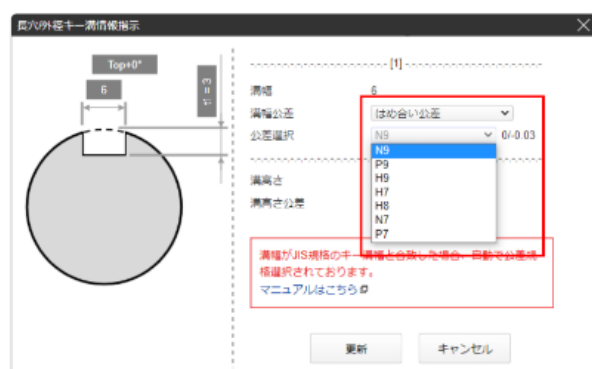 長穴/外径キー溝情報指示
Top+0°
6
t1 = 3
[1]
溝幅 6
溝幅公差 はめ合い公差
公差選択 N9 0/-0.03
N9
P9
H9
H7
H8
N7
P7
溝高さ
溝高さ公差
溝幅がJIS規格のキー溝幅と合致した場合、自動で公差規
格選択されております。
マニュアルはこちら
更新 キャンセル